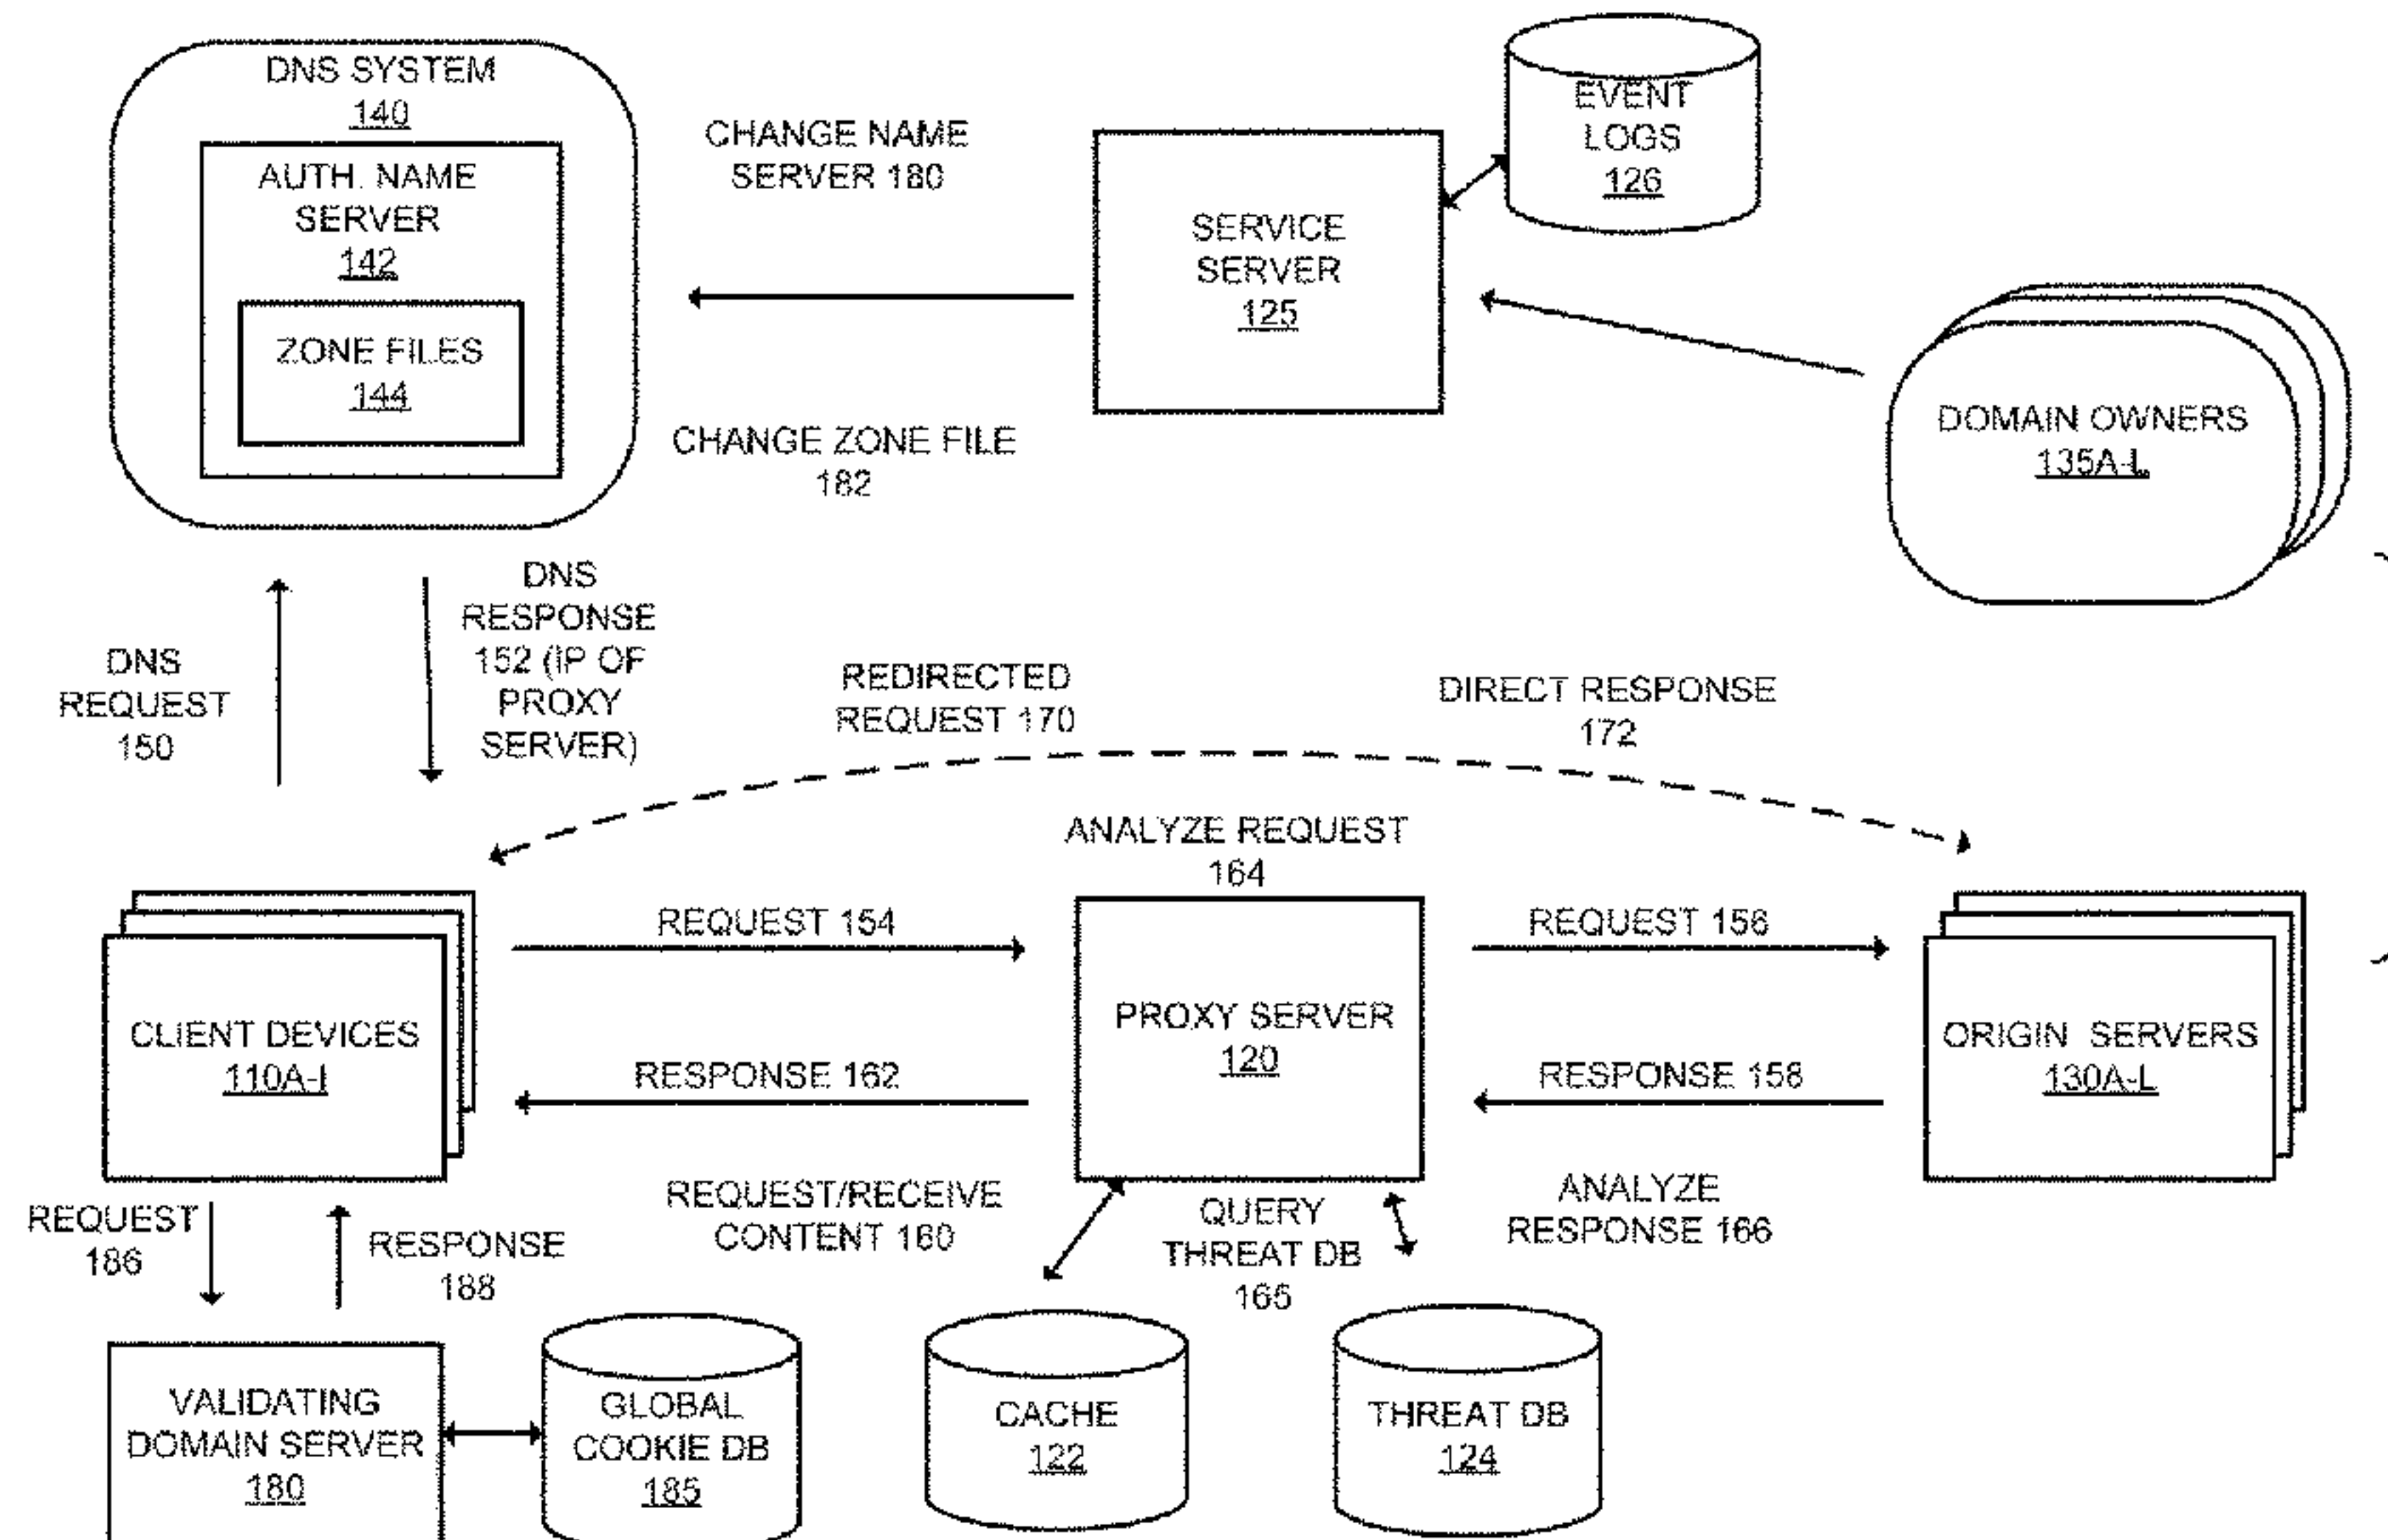 DNS SYSTEM
140
AUTH. NAME
SERVER
142
ZONE FILES
144
CHANGE NAME
SERVER 180
CHANGE ZONE FILE
182
SERVICE
SERVER
125
EVENT
LOGS
126
DOMAIN OWNERS
135A-L
DNS
REQUEST
150
DNS
RESPONSE
152 (IP OF
PROXY
SERVER)
REDIRECTED
REQUEST 170
DIRECT RESPONSE
172
ANALYZE REQUEST
164
CLIENT DEVICES
110A-I
REQUEST 154
RESPONSE 162
PROXY SERVER
120
REQUEST 156
RESPONSE 158
ORIGIN SERVERS
130A-L
REQUEST
186
RESPONSE
188
REQUEST/RECEIVE
CONTENT 160
QUERY
THREAT DB
165
ANALYZE
RESPONSE 166
VALIDATING
DOMAIN SERVER
180
GLOBAL
COOKIE DB
185
CACHE
122
THREAT DB
124